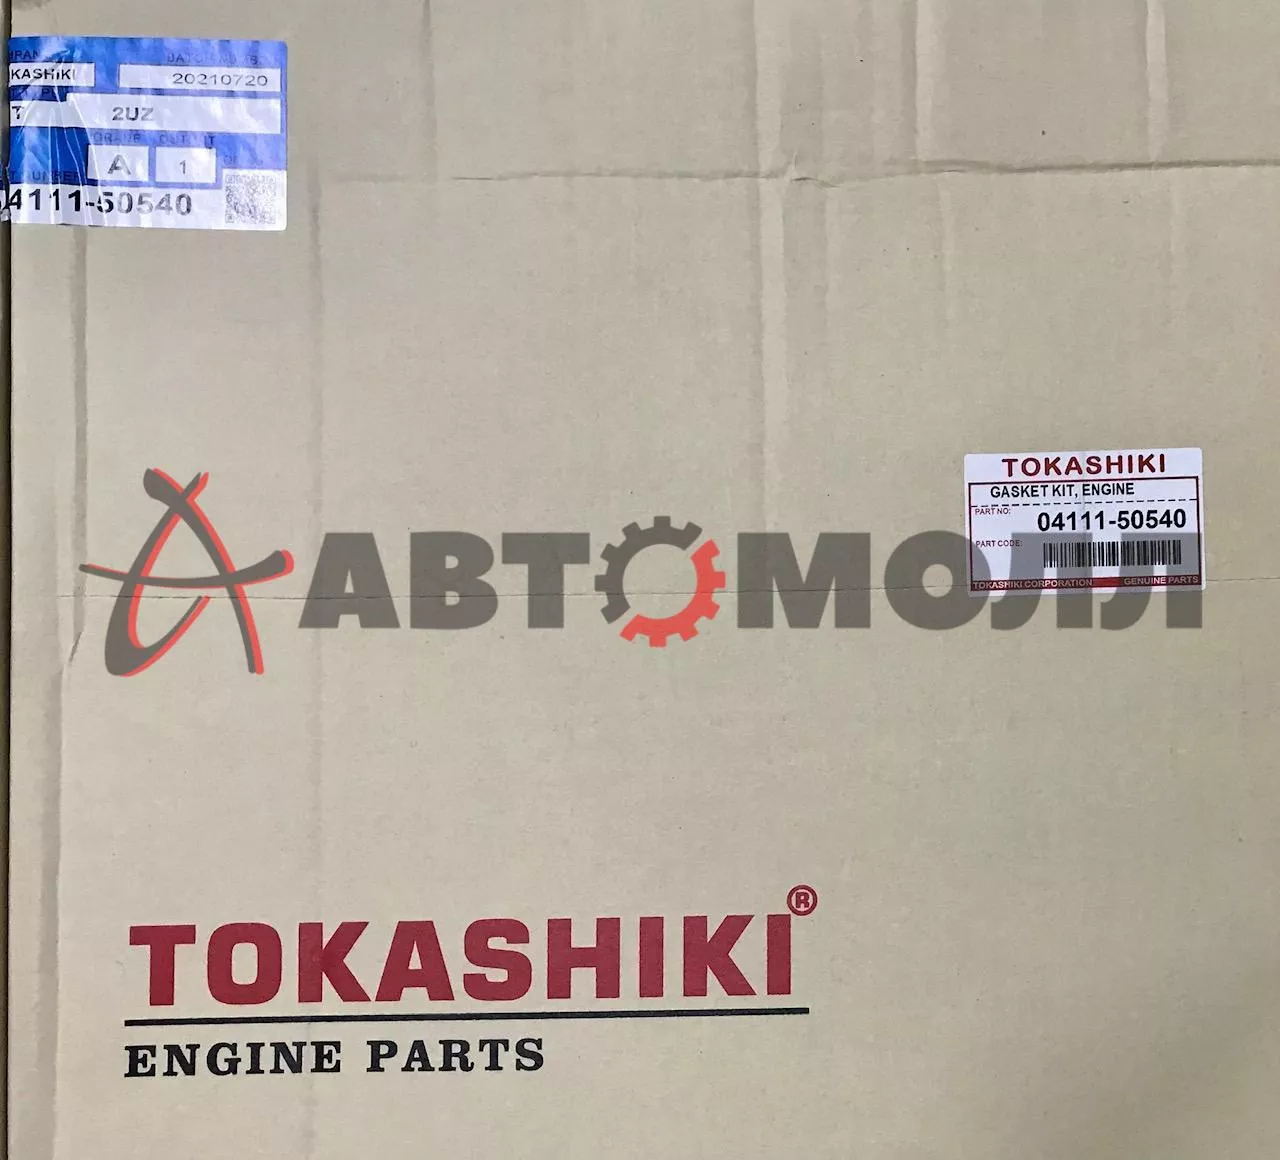 KASHIKI
20210720
T 2UZ
A 1
4111-50540
TOKASHIKI
GASKET KIT, ENGINE
PART NO:
04111-50540
PART CODE:
TOKASHIKI CORPORATION GENUINE PARTS
АВТОМОЛЛ
TOKASHIKI®
ENGINE PARTS